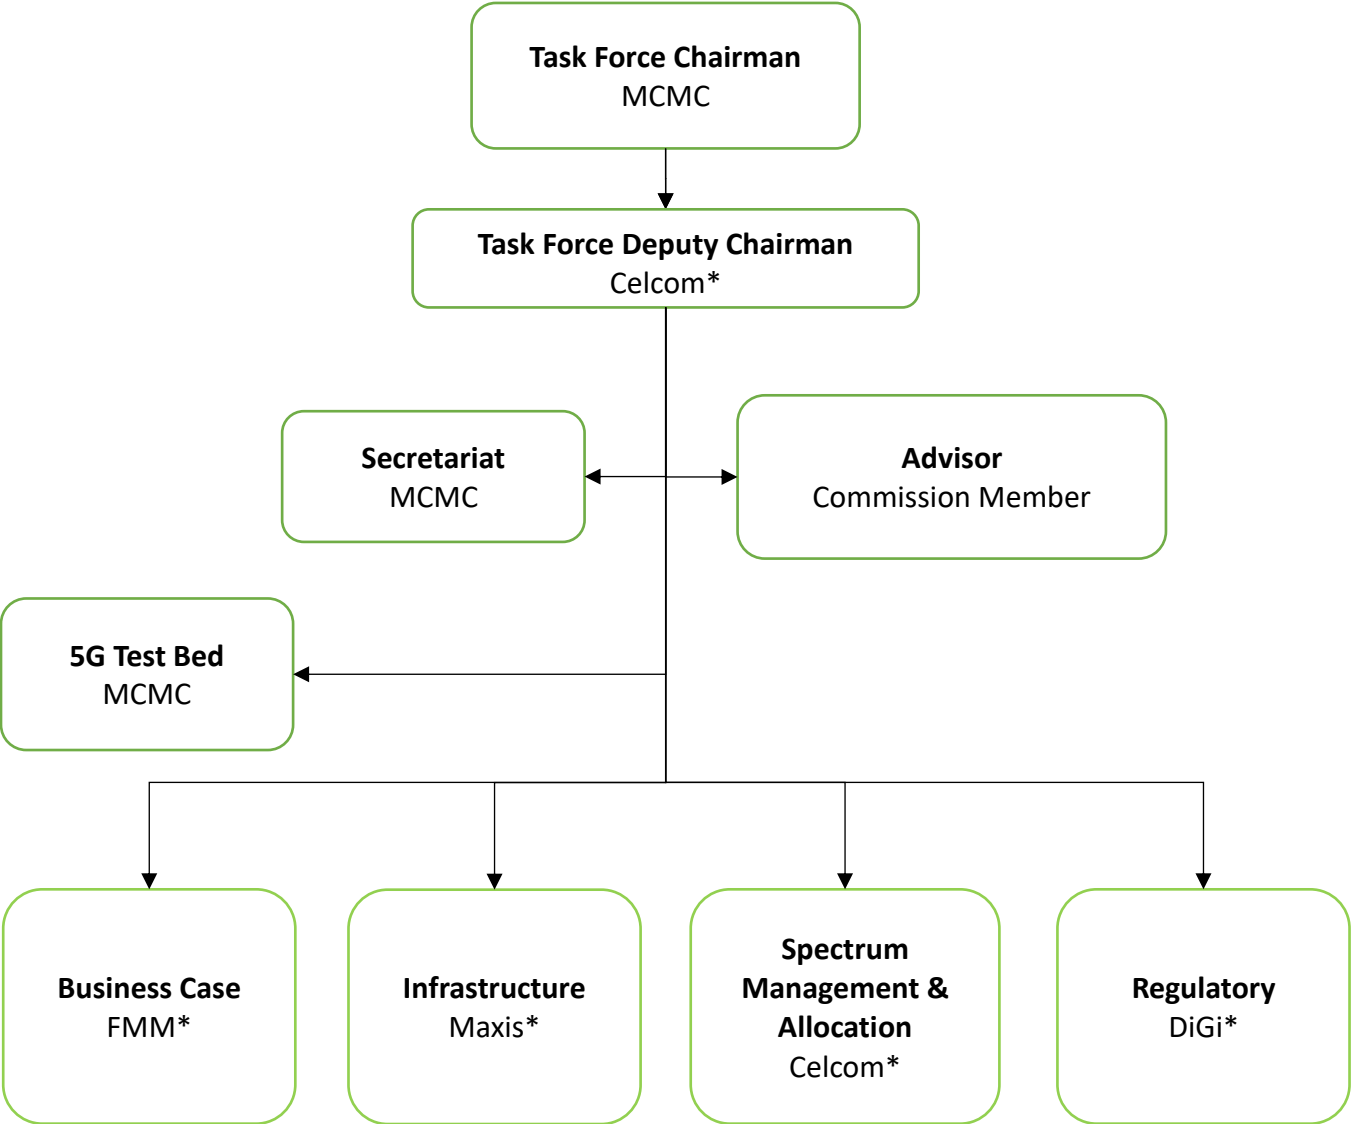 Task Force Chairman
MCMC
Task Force Deputy Chairman
Celcom*
Secretariat
MCMC
Advisor
Commission Member
5G Test Bed
MCMC
Business Case
FMM*
Infrastructure
Maxis*
Spectrum
Management &
Allocation
Celcom*
Regulatory
DiGi*